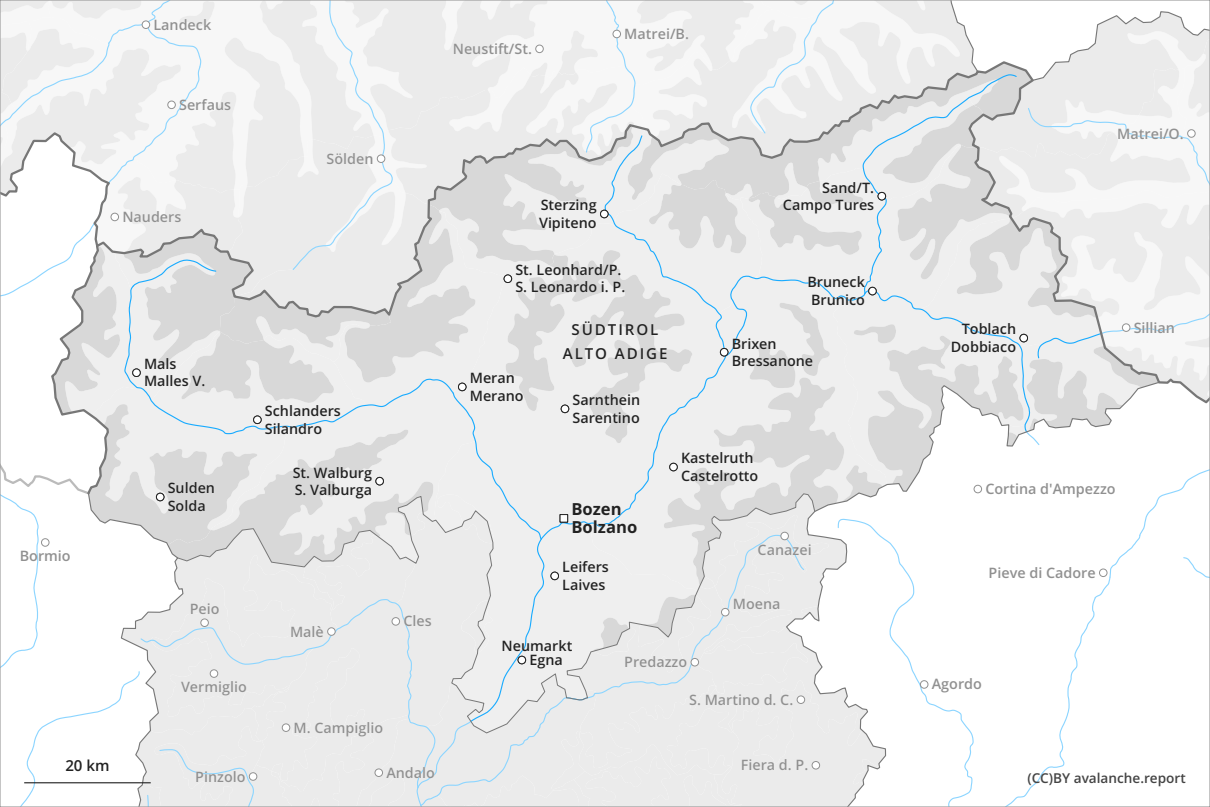 Landeck
Matrei/B.
Neustift/St.
Serfaus
Matrei/O.
Sölden
Sand/T.
Campo Tures
Nauders
Sterzing
Vipiteno
St. Leonhard/P.
S. Leonardo i. P.
Bruneck
Brunico
SÜDTIROL
ALTO ADIGE
Toblach
Dobbiaco
Sillian
Brixen
Bressanone
Mals
Malles V.
Meran
Merano
Sarnthein
Sarentino
Schlanders
Silandro
Kastelruth
Castelrotto
St. Walburg
S. Valburga
Sulden
Solda
Cortina d'Ampezzo
Bozen
Bolzano
Bormio
Canazei
Leifers
Laives
Pieve di Cadore
Peio
Malè
Cles
Moena
Neumarkt
Egna
Predazzo
Vermiglio
Agordo
S. Martino d. C.
M. Campiglio
20 km
Pinzolo
Andalo
Fiera d. P.
(CC)BY avalanche.report